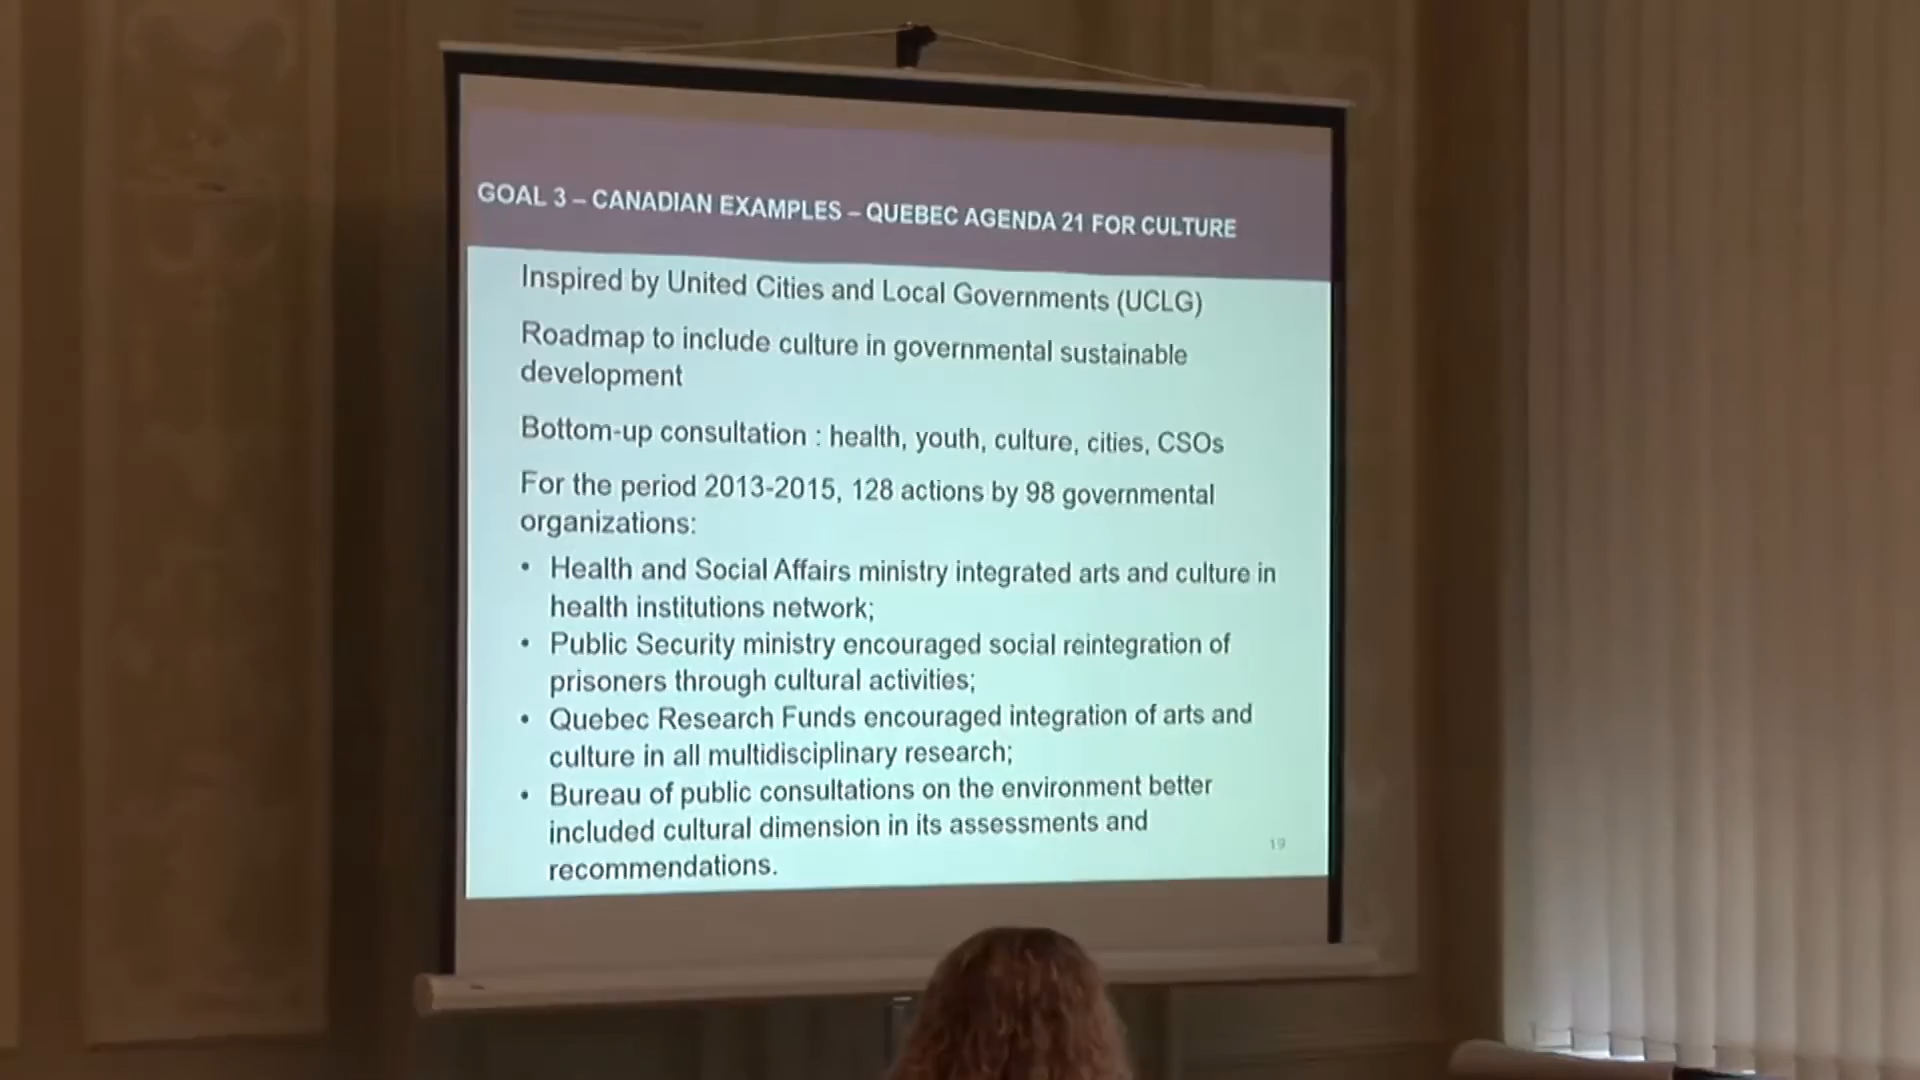 GOAL 3 – CANADIAN EXAMPLES – QUEBEC AGENDA 21 FOR CULTURE
Inspired by United Cities and Local Governments (UCLG)
Roadmap to include culture in governmental sustainable
development
Bottom-up consultation : health, youth, culture, cities, CSOs
For the period 2013-2015, 128 actions by 98 governmental
organizations:
• Health and Social Affairs ministry integrated arts and culture in
health institutions network;
• Public Security ministry encouraged social reintegration of
prisoners through cultural activities;
• Quebec Research Funds encouraged integration of arts and
culture in all multidisciplinary research;
• Bureau of public consultations on the environment better
included cultural dimension in its assessments and
recommendations.
19